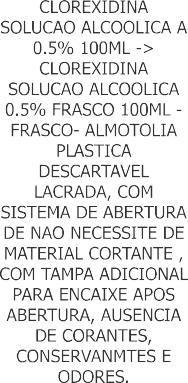 CLOREXIDINA
SOLUCAO ALCOOLICA A
0.5% 100ML ->
CLOREXIDINA
SOLUCAO ALCOOLICA
0.5% FRASCO 100ML -
FRASCO- ALMOTOLIA
PLASTICA
DESCARTAVEL
LACRADA, COM
SISTEMA DE ABERTURA
DE NAO NECESSITE DE
MATERIAL CORTANTE ,
COM TAMPA ADICIONAL
PARA ENCAIXE APOS
ABERTURA, AUSENCIA
DE CORANTES,
CONSERVANMTES E
ODORES.